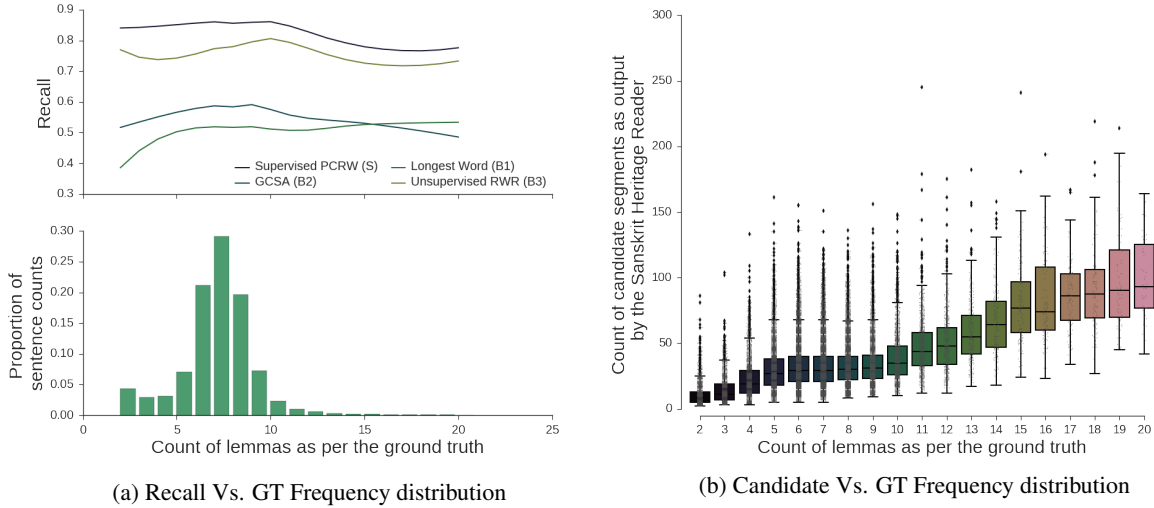 0.9
0.8
0.7
0.6
0.5
0.4
0.3
Recall
Supervised PCRW (S)
GCSA (B2)
Longest Word (B1)
Unsupervised RWR (B3)
0.30
0.25
0.20
0.15
0.10
0.05
0.00
Proportion of
sentence counts
0 5 10 15 20 25
Count of lemmas as per the ground truth
(a) Recall Vs. GT Frequency distribution
300
250
200
150
100
50
0
Count of candidate segments as output
by the Sanskrit Heritage Reader
2 3 4 5 6 7 8 9 10 11 12 13 14 15 16 17 18 19 20
Count of lemmas as per the ground truth
(b) Candidate Vs. GT Frequency distribution